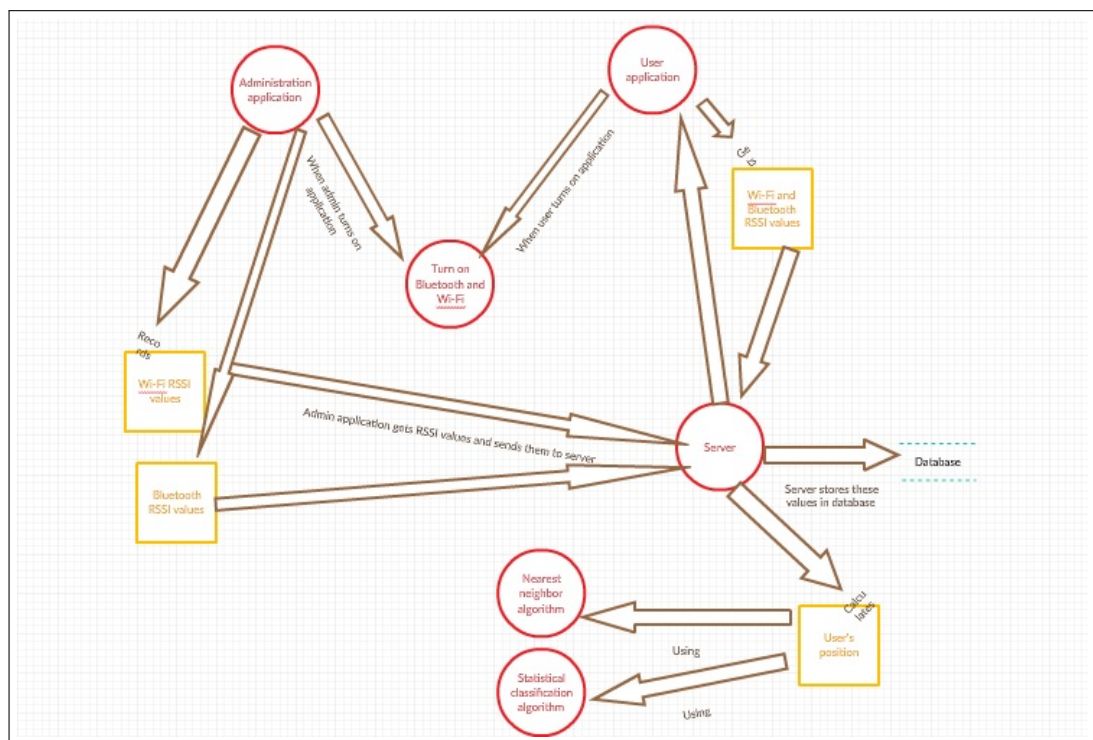 Administration
application
User
application
When admin turns on
application
When user turns on application
Ge
ts
Wi-Fi and
Bluetooth
RSSI values
Turn on
Bluetooth and
Wi-Fi
Reco
rds
Wi-Fi RSSI
values
Admin application gets RSSI values and sends them to server
Server
Database
Bluetooth
RSSI values
Server stores these
values in database
Nearest
neighbor
algorithm
Calcu
lates
User's
position
Using
Statistical
classification
algorithm
Using